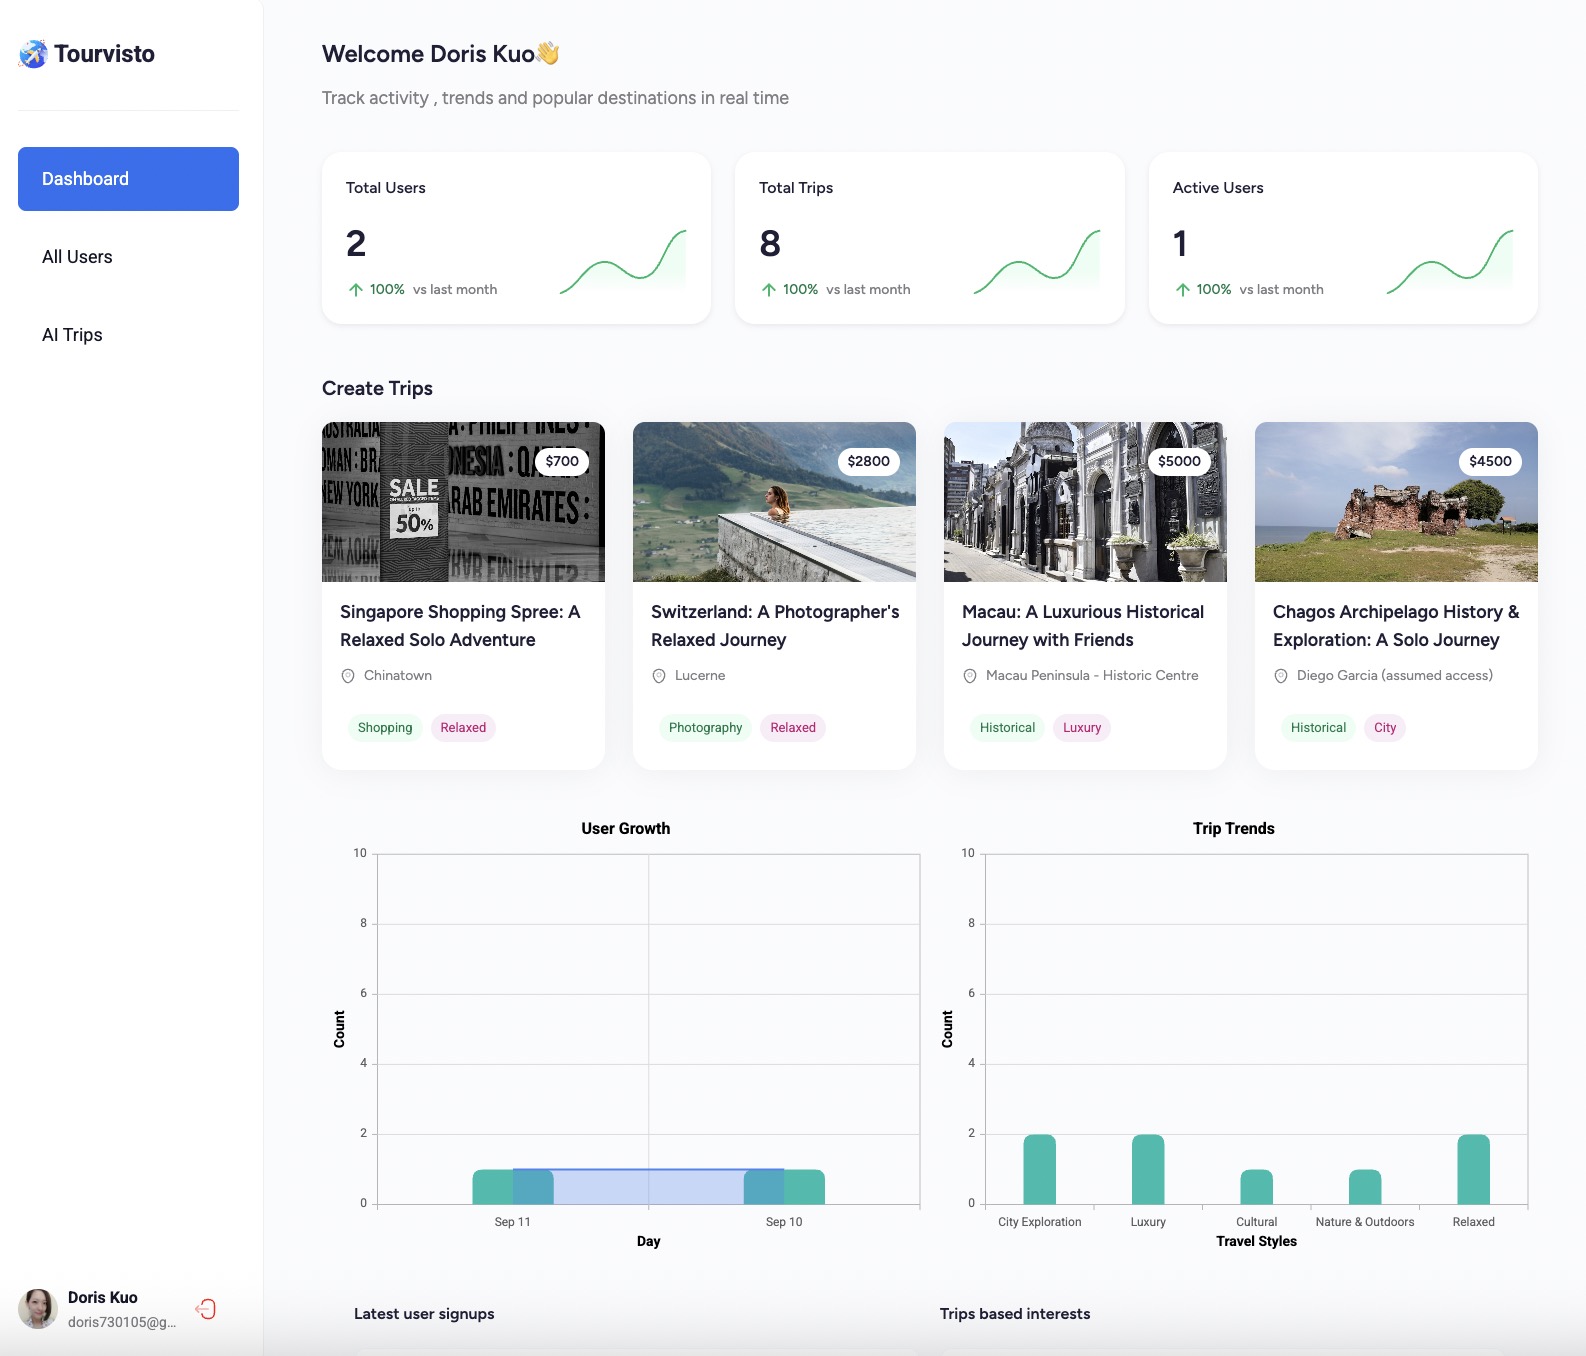 Tourvisto
Dashboard
All Users
AI Trips
Doris Kuo
doris730105@g...
Welcome Doris Kuo👋
Track activity , trends and popular destinations in real time
Total Users
2
100% vs last month
Total Trips
8
100% vs last month
Active Users
1
100% vs last month
Create Trips
$700
SALE
50%
NEW YORK
ARAB EMIRATES:
Singapore Shopping Spree: A
Relaxed Solo Adventure
Chinatown
Shopping Relaxed
$2800
Switzerland: A Photographer's
Relaxed Journey
Lucerne
Photography Relaxed
$5000
Macau: A Luxurious Historical
Journey with Friends
Macau Peninsula - Historic Centre
Historical Luxury
$4500
Chagos Archipelago History &
Exploration: A Solo Journey
Diego Garcia (assumed access)
Historical City
User Growth
10
8
6
4
2
0
Count
Sep 11 Sep 10
Day
Trip Trends
10
8
6
4
2
0
Count
City Exploration Luxury Cultural Nature & Outdoors Relaxed
Travel Styles
Latest user signups
Trips based interests